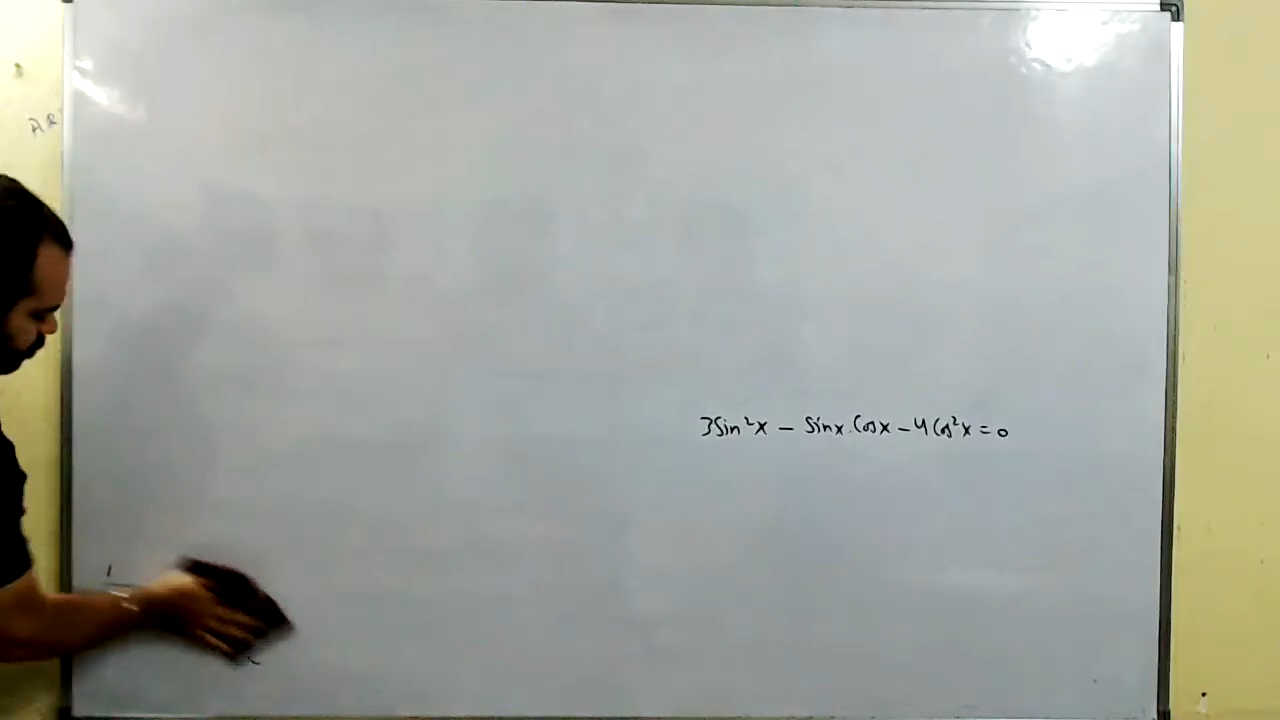 3Sin²x – Sinx.Cosx – 4Cos²x = 0